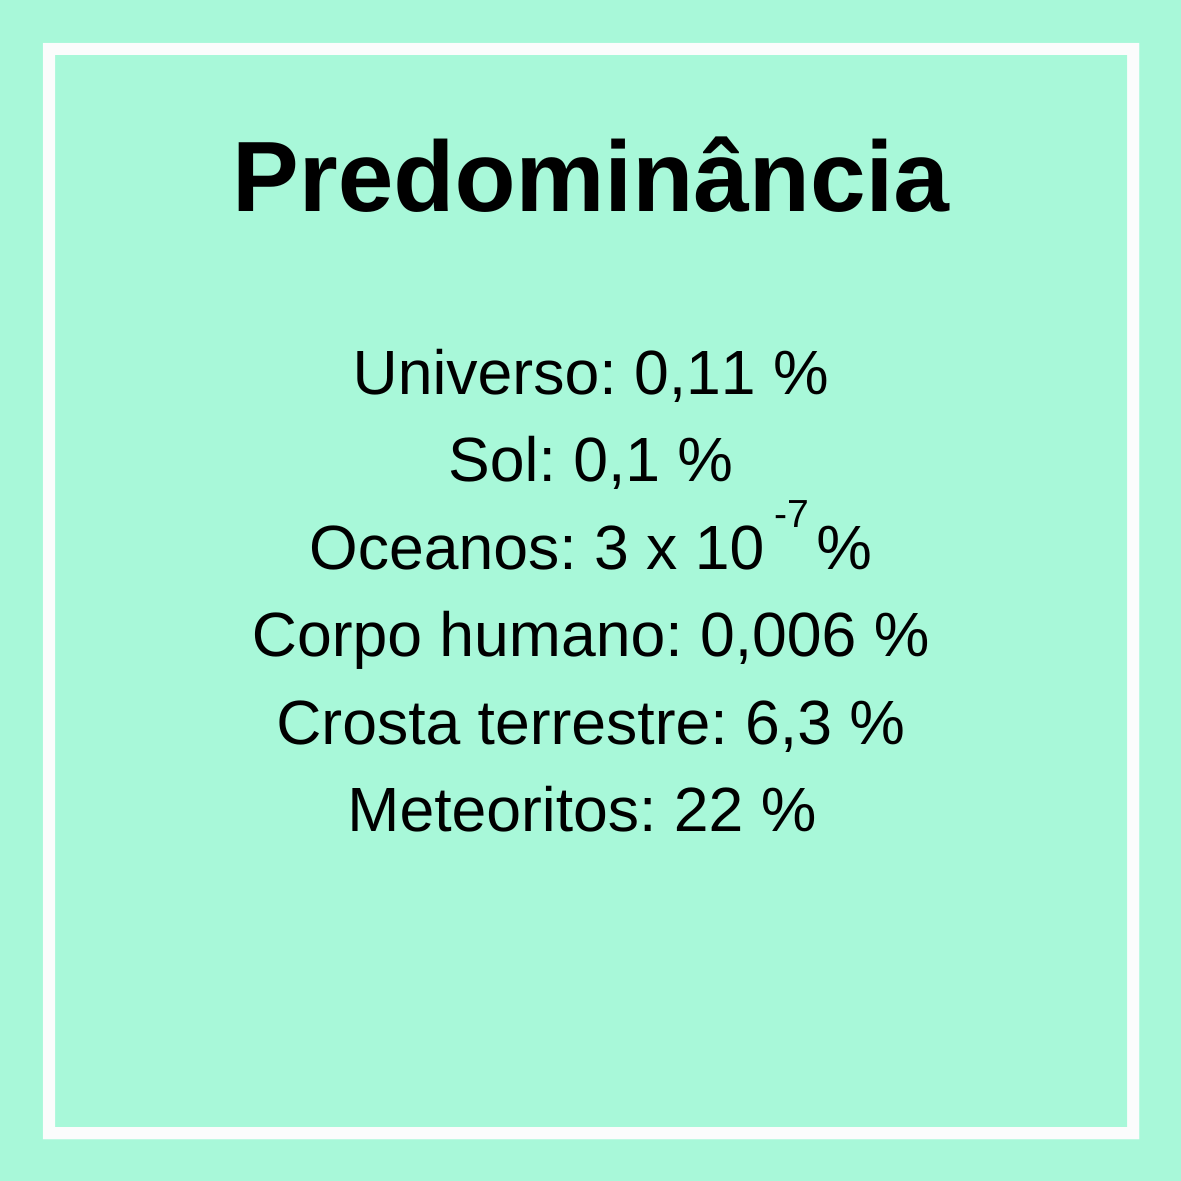 Predominância
Universo: 0,11 %
Sol: 0,1 %
Oceanos: 3 x 10 ⁻⁷ %
Corpo humano: 0,006 %
Crosta terrestre: 6,3 %
Meteoritos: 22 %